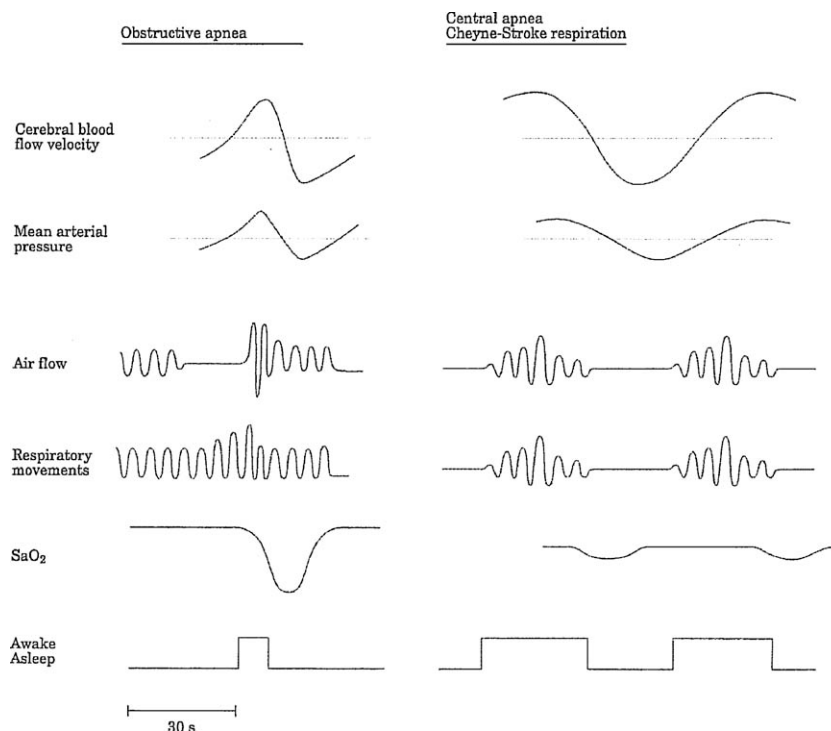 Obstructive apnea
Central apnea
Cheyne-Stroke respiration
Cerebral blood
flow velocity
Mean arterial
pressure
Air flow
Respiratory
movements
SaO₂
Awake
Asleep
30 s